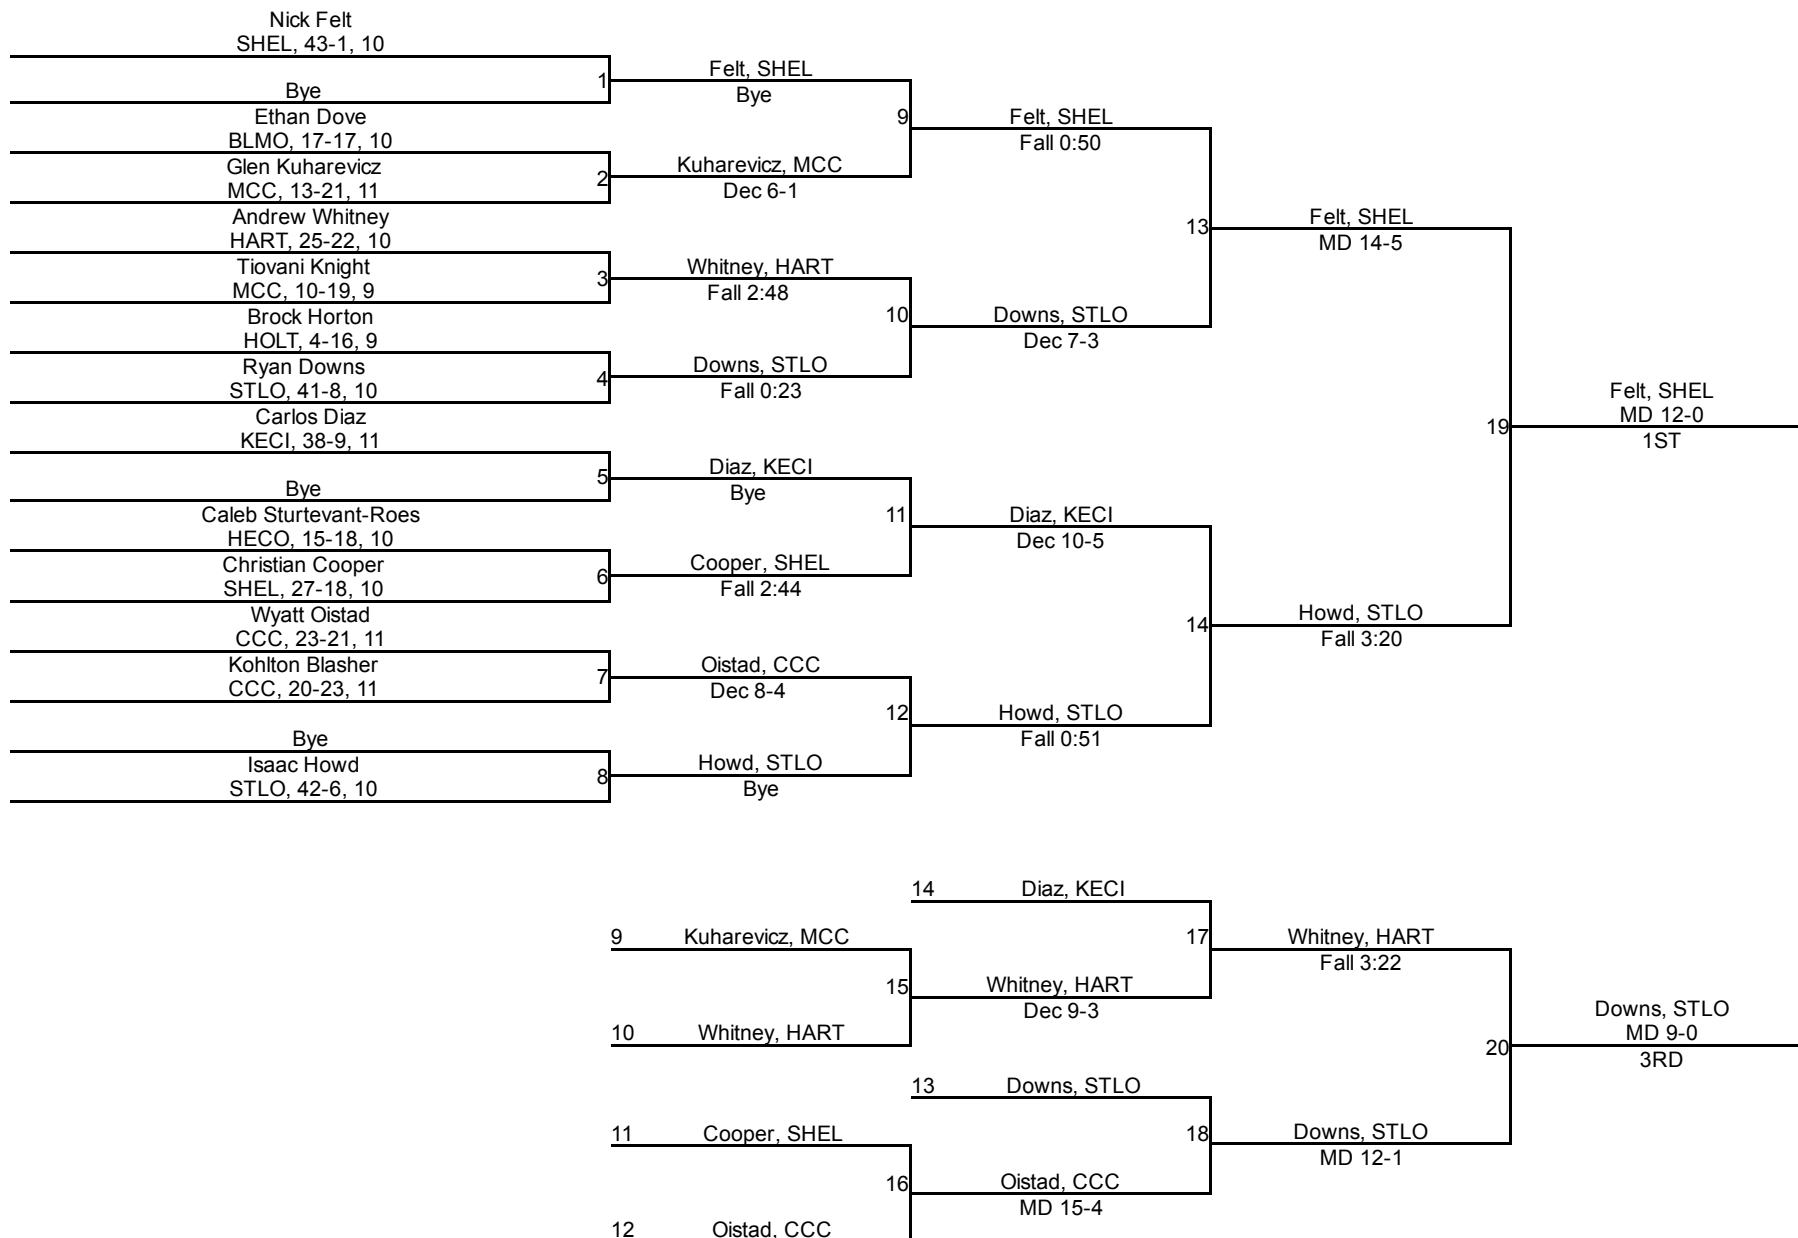 Nick Felt
SHEL, 43-1, 10
1
Bye
Ethan Dove
BLMO, 17-17, 10
Glen Kuharevicz
2
MCC, 13-21, 11
Andrew Whitney
HART, 25-22, 10
Tiovani Knight
3
MCC, 10-19, 9
Brock Horton
HOLT, 4-16, 9
Ryan Downs
4
STLO, 41-8, 10
Carlos Diaz
KECI, 38-9, 11
5
Bye
Caleb Sturtevant-Roes
HECO, 15-18, 10
Christian Cooper
6
SHEL, 27-18, 10
Wyatt Oistad
CCC, 23-21, 11
Kohlton Blasher
7
CCC, 20-23, 11
Bye
Isaac Howd
8
STLO, 42-6, 10
Felt, SHEL
Bye
9
Kuharevicz, MCC
Dec 6-1
Whitney, HART
Fall 2:48
10
Downs, STLO
Fall 0:23
Diaz, KECI
Bye
11
Cooper, SHEL
Fall 2:44
Oistad, CCC
Dec 8-4
12
Howd, STLO
Bye
Felt, SHEL
Fall 0:50
13
Downs, STLO
Dec 7-3
Diaz, KECI
Dec 10-5
14
Howd, STLO
Fall 0:51
Felt, SHEL
MD 14-5
19
Howd, STLO
Fall 3:20
Felt, SHEL
MD 12-0
1ST
9 Kuharevicz, MCC
15
10 Whitney, HART
11 Cooper, SHEL
16
12 Oistad, CCC
14 Diaz, KECI
17
Whitney, HART
Dec 9-3
13 Downs, STLO
18
Oistad, CCC
MD 15-4
Whitney, HART
Fall 3:22
20
Downs, STLO
MD 12-1
Downs, STLO
MD 9-0
3RD